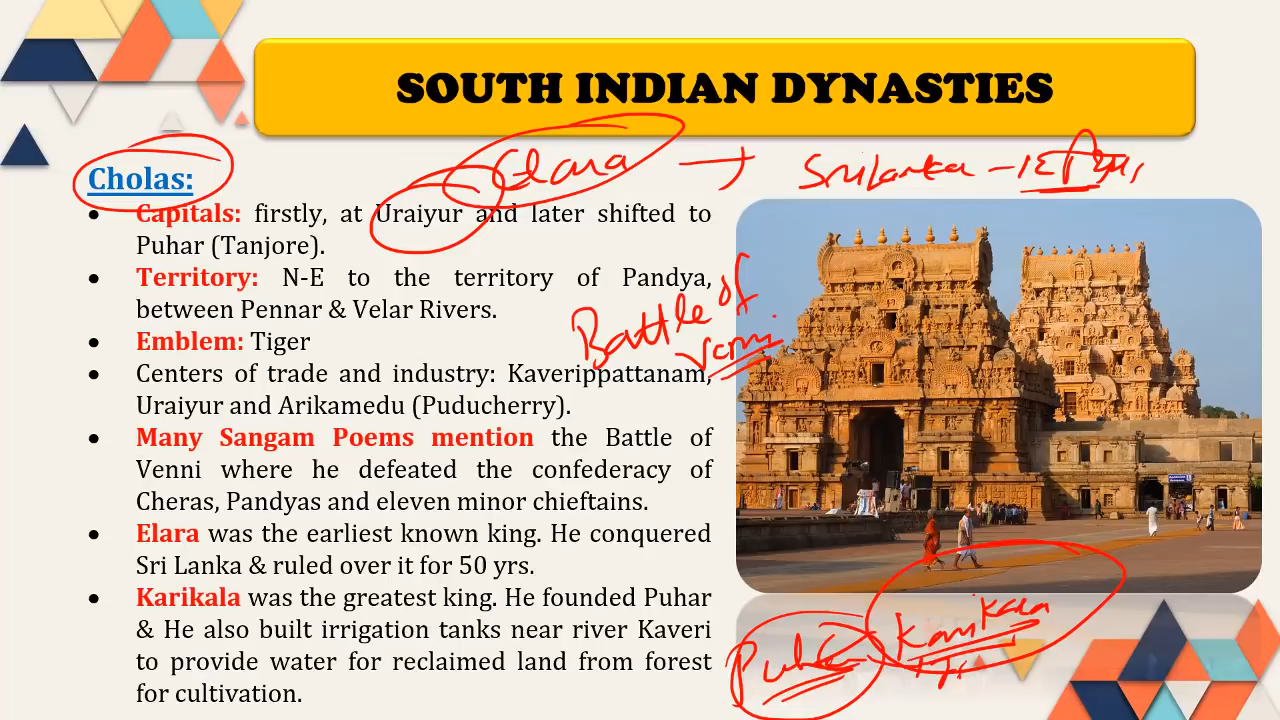 SOUTH INDIAN DYNASTIES
Elara → Sri Lanka –
Cholas:
• Capitals: firstly, at Uraiyur and later shifted to
Puhar (Tanjore).
• Territory: N-E to the territory of Pandya,
between Pennar & Velar Rivers.
Battle of
Venni
• Emblem: Tiger
• Centers of trade and industry: Kaverippattanam,
Uraiyur and Arikamedu (Puducherry).
• Many Sangam Poems mention the Battle of
Venni where he defeated the confederacy of
Cheras, Pandyas and eleven minor chieftains.
• Elara was the earliest known king. He conquered
Sri Lanka & ruled over it for 50 yrs.
• Karikala was the greatest king. He founded Puhar
& He also built irrigation tanks near river Kaveri
to provide water for reclaimed land from forest
for cultivation.
Karikala